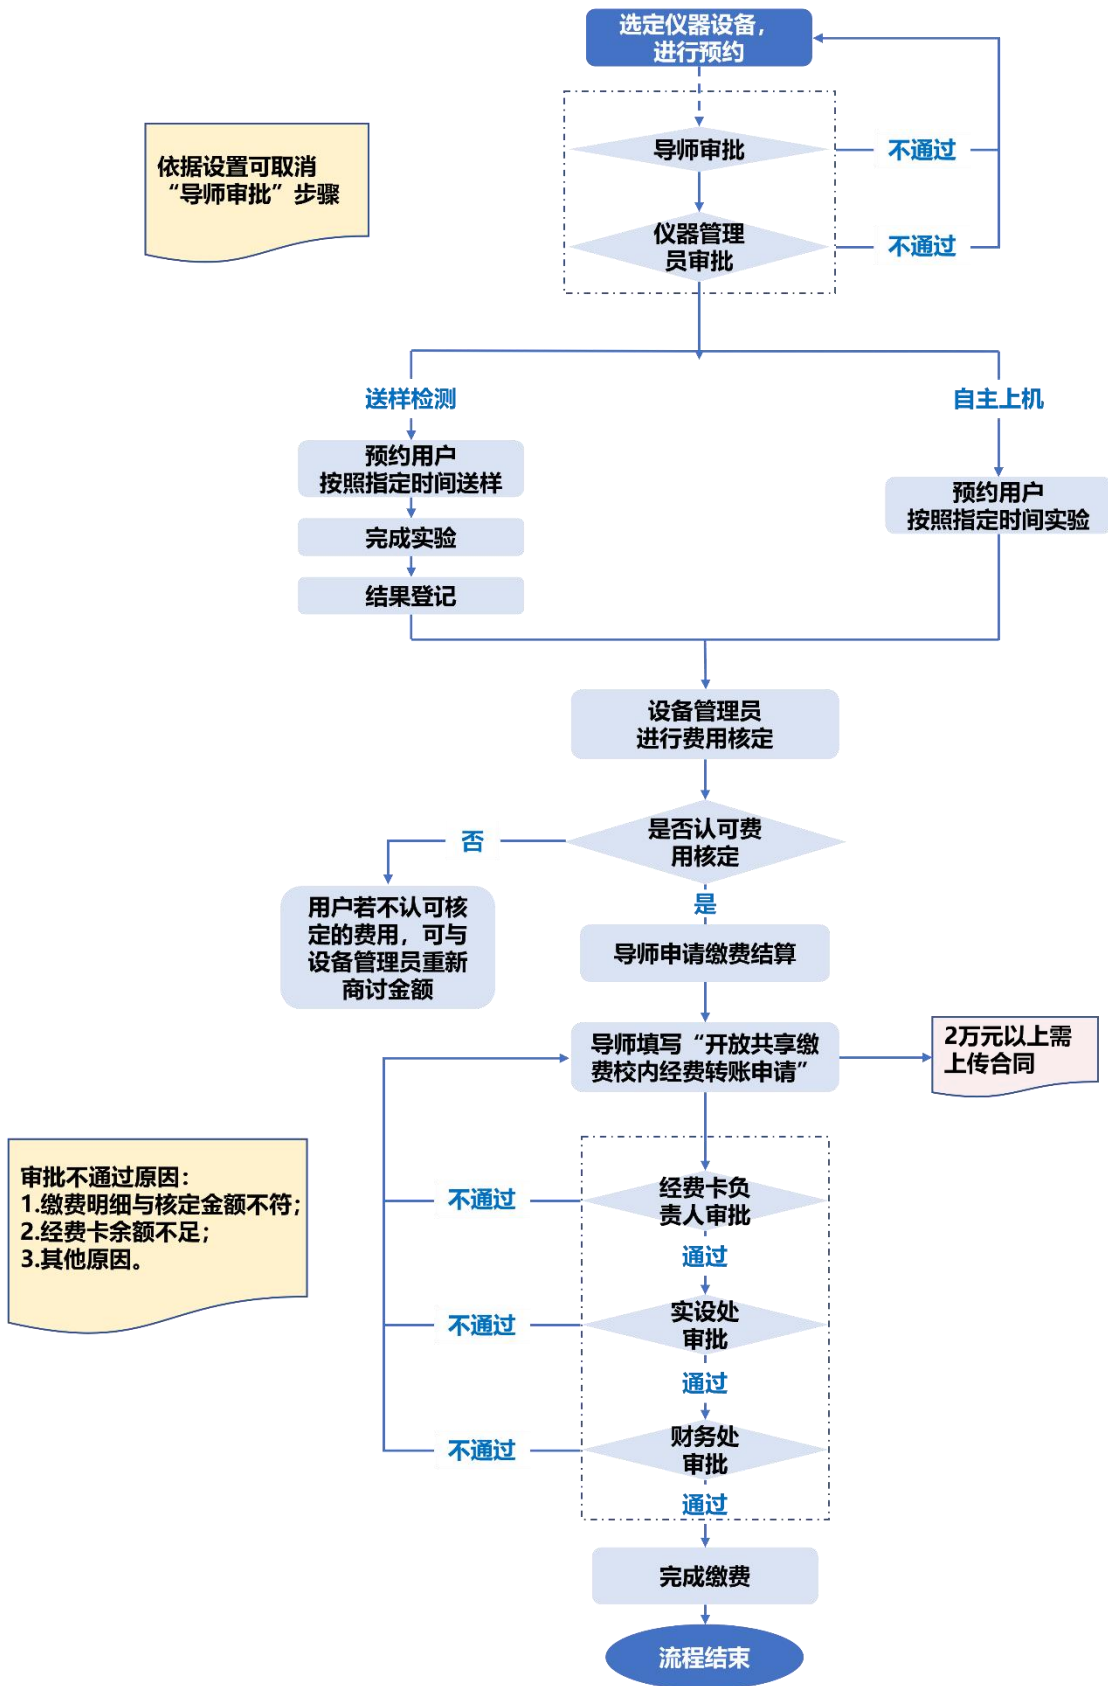 选定仪器设备，
进行预约
依据设置可取消
“导师审批”步骤
导师审批
不通过
仪器管理
员审批
不通过
送样检测
自主上机
预约用户
按照指定时间送样
预约用户
按照指定时间实验
完成实验
结果登记
设备管理员
进行费用核定
是否认可费
用核定
否
是
用户若不认可核
定的费用，可与
设备管理员重新
商讨金额
导师申请缴费结算
导师填写“开放共享缴
费校内经费转账申请”
2万元以上需
上传合同
审批不通过原因：
1.缴费明细与核定金额不符；
2.经费卡余额不足；
3.其他原因。
经费卡负
责人审批
不通过
通过
实设处
审批
不通过
通过
财务处
审批
不通过
通过
完成缴费
流程结束